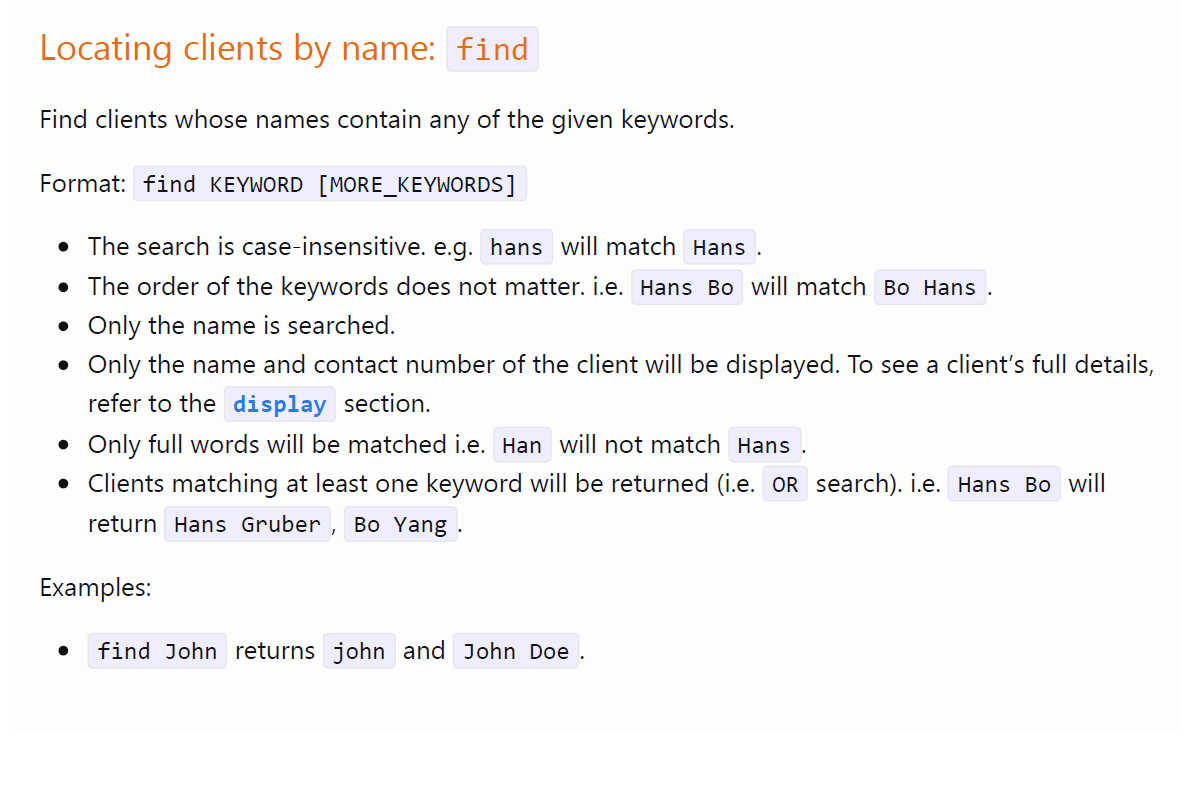 Locating clients by name: find
Find clients whose names contain any of the given keywords.
Format: find KEYWORD [MORE_KEYWORDS]
• The search is case-insensitive. e.g. hans will match Hans.
• The order of the keywords does not matter. i.e. Hans Bo will match Bo Hans.
• Only the name is searched.
• Only the name and contact number of the client will be displayed. To see a client’s full details,
refer to the display section.
• Only full words will be matched i.e. Han will not match Hans.
• Clients matching at least one keyword will be returned (i.e. OR search). i.e. Hans Bo will
return Hans Gruber, Bo Yang.
Examples:
• find John returns john and John Doe.